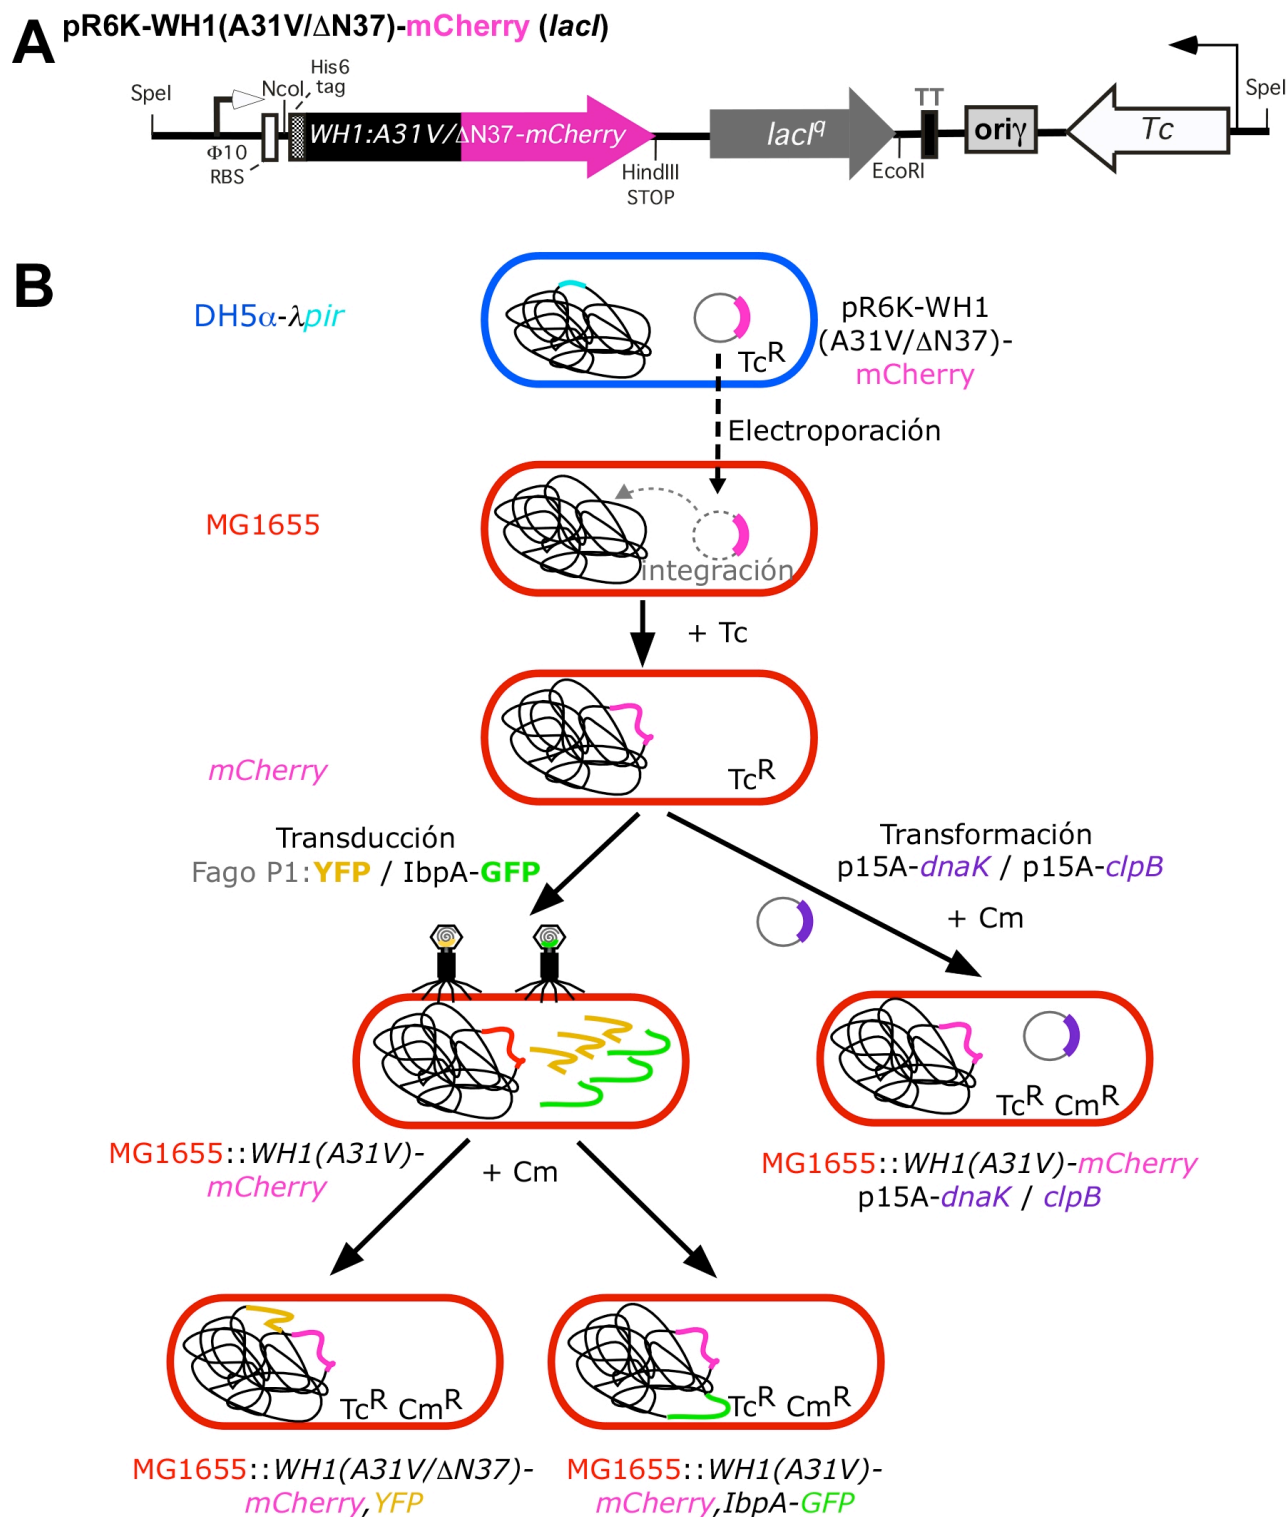 A pR6K-WH1(A31V/ΔN37)-mCherry (lacI)
His6
tag
SpeI
NcoI
TT
SpeI
WH1:A31V/ΔN37-mCherry
lacIq
oriγ
Tc
Φ10
RBS
HindIII
STOP
EcoRI
B
DH5α-λpir
TcR
pR6K-WH1
(A31V/ΔN37)-
mCherry
Electroporación
MG1655
integración
+ Tc
mCherry
TcR
Transducción
Fago P1:YFP / IbpA-GFP
Transformación
p15A-dnaK / p15A-clpB
+ Cm
TcR CmR
MG1655::WH1(A31V)-
mCherry
+ Cm
MG1655::WH1(A31V)-mCherry
p15A-dnaK / clpB
TcR CmR
TcR CmR
MG1655::WH1(A31V/ΔN37)-
mCherry,YFP
MG1655::WH1(A31V)-
mCherry,IbpA-GFP